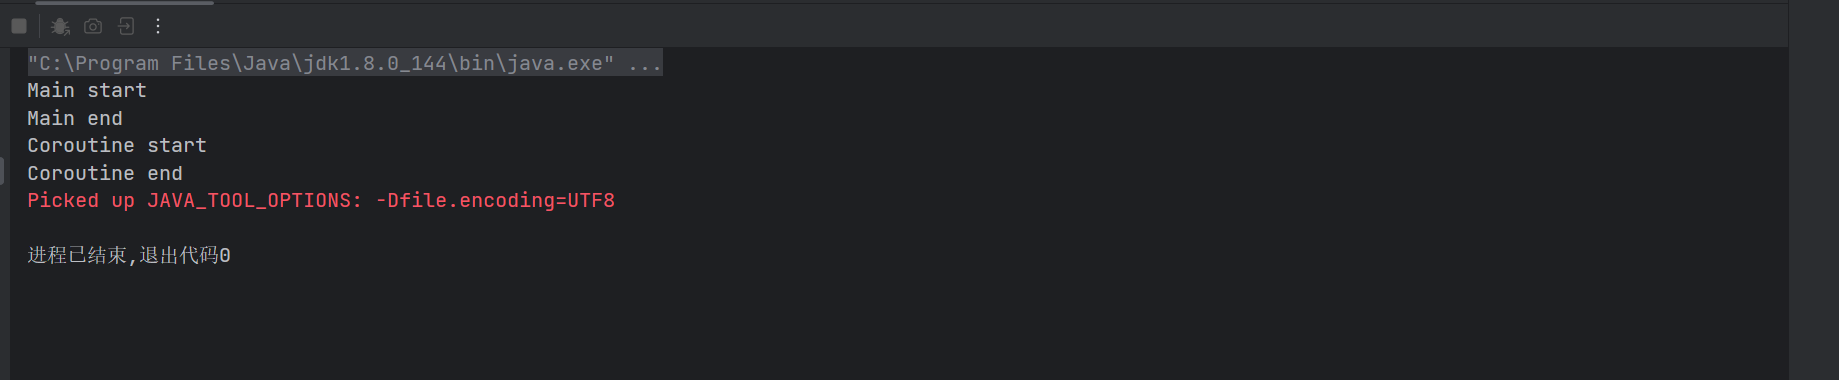 "C:\Program Files\Java\jdk1.8.0_144\bin\java.exe" ...
Main start
Main end
Coroutine start
Coroutine end
Picked up JAVA_TOOL_OPTIONS: -Dfile.encoding=UTF8
进程已结束,退出代码0